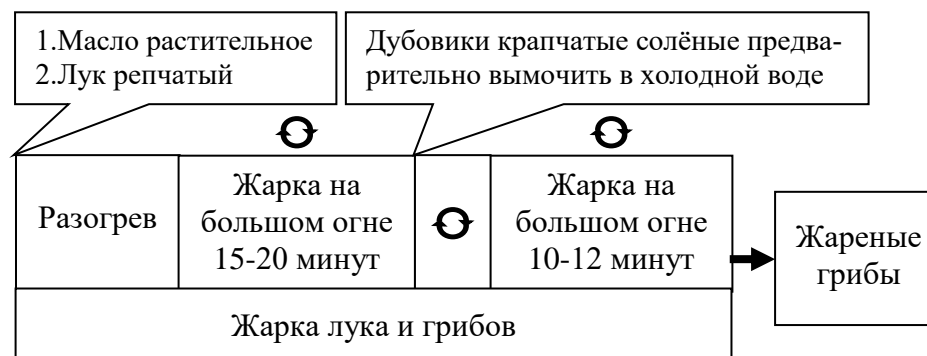 1.Масло растительное
2.Лук репчатый
Дубовики крапчатые солёные предва-
рительно вымочить в холодной воде
Разогрев
Жарка на
большом огне
15-20 минут
Жарка на
большом огне
10-12 минут
Жареные
грибы
Жарка лука и грибов